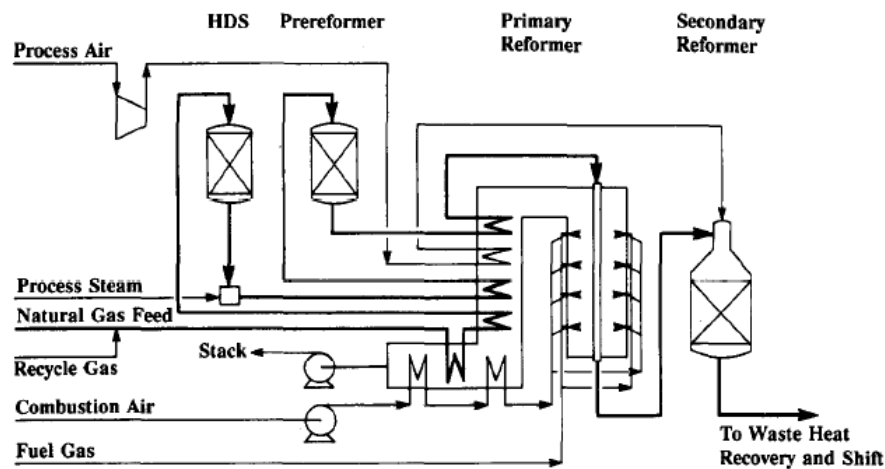 HDS Prereformer
Primary
Reformer
Secondary
Reformer
Process Air
Process Steam
Natural Gas Feed
Stack
Recycle Gas
Combustion Air
Fuel Gas
To Waste Heat
Recovery and Shift